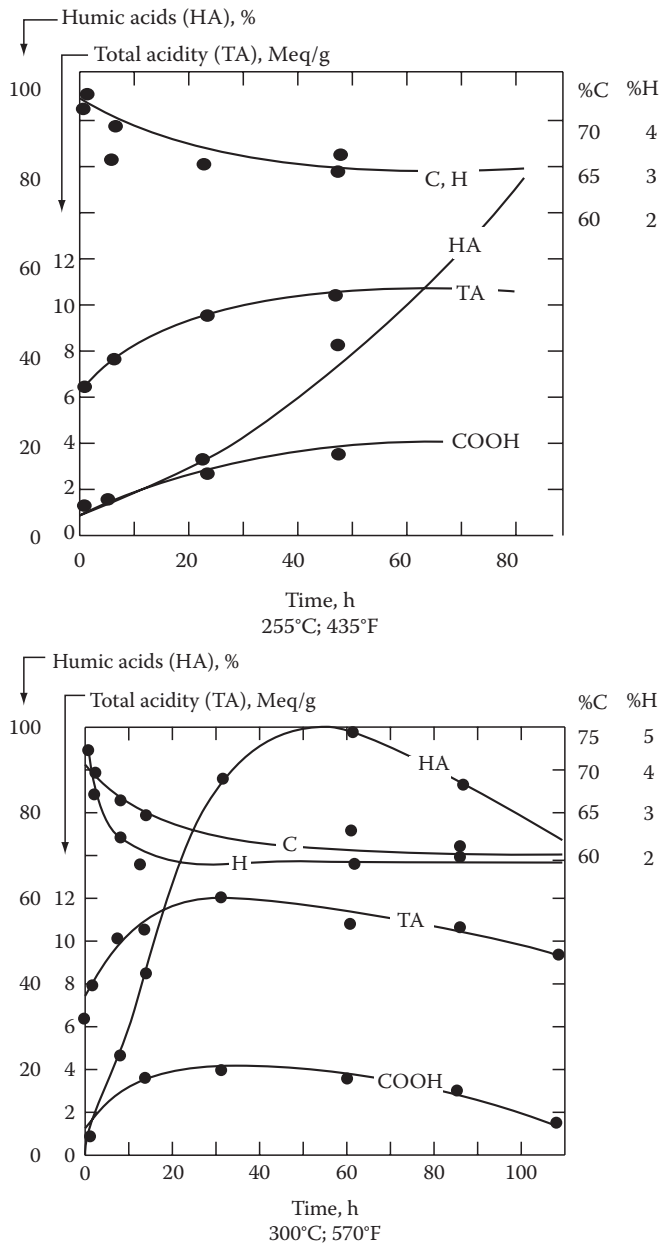 Humic acids (HA), %
Total acidity (TA), Meq/g
100
80
60
40
20
0
12
10
8
6
4
2
0
%C %H
70 4
65 3
60 2
C, H
HA
TA
COOH
0 20 40 60 80
Time, h
255°C; 435°F
Humic acids (HA), %
Total acidity (TA), Meq/g
100
80
60
40
20
0
12
10
8
6
4
2
0
%C %H
75 5
70 4
65 3
60 2
HA
C
H
TA
COOH
0 20 40 60 80 100
Time, h
300°C; 570°F